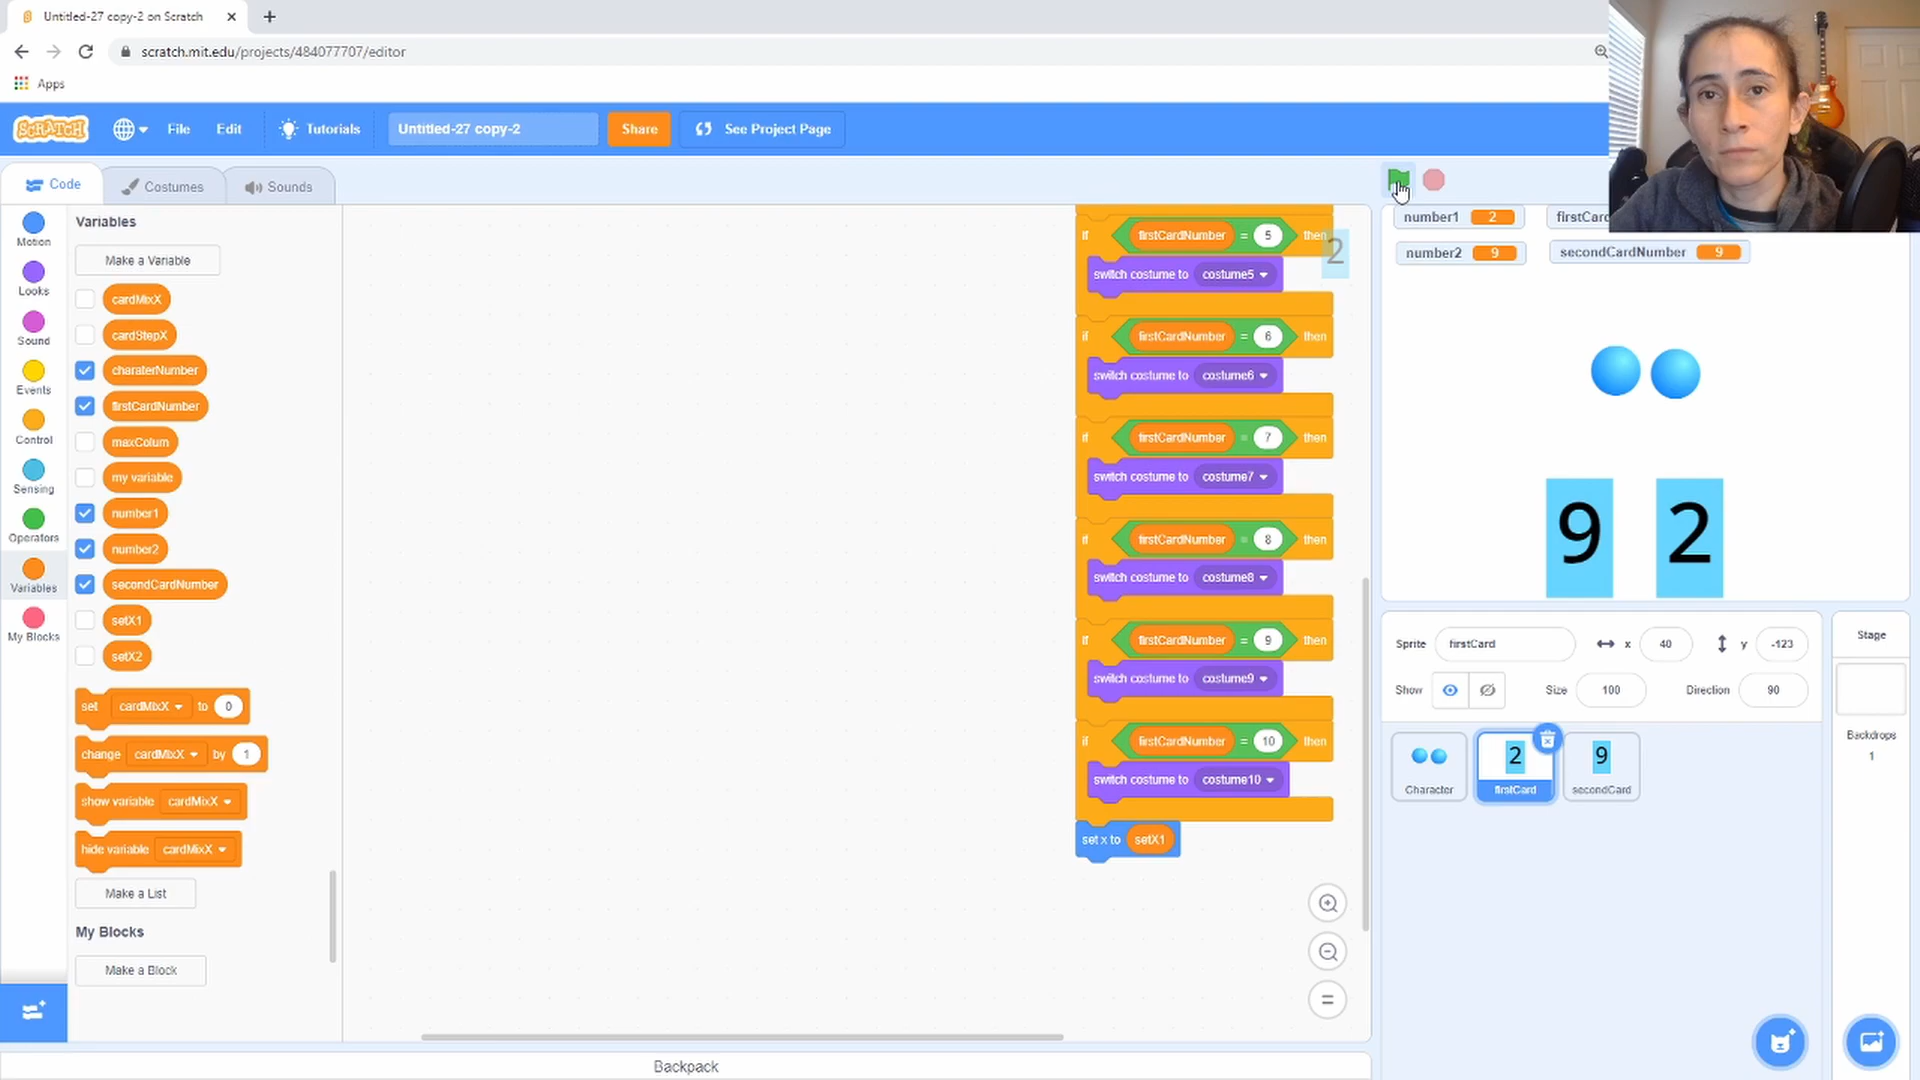 Untitled-27 copy-2 on Scratch
scratch.mit.edu/projects/484077707/editor
Apps
SCRATCH
File
Edit
Tutorials
Untitled-27 copy-2
Share
See Project Page
Code
Costumes
Sounds
Motion
Looks
Sound
Events
Control
Sensing
Operators
Variables
My Blocks
Variables
Make a Variable
cardMixX
cardStepX
charaterNumber
firstCardNumber
maxColum
my variable
number1
number2
secondCardNumber
setX1
setX2
set cardMixX to 0
change cardMixX by 1
show variable cardMixX
hide variable cardMixX
Make a List
My Blocks
Make a Block
if firstCardNumber = 5 then
2
switch costume to costume5
if firstCardNumber = 6 then
switch costume to costume6
if firstCardNumber = 7 then
switch costume to costume7
if firstCardNumber = 8 then
switch costume to costume8
if firstCardNumber = 9 then
switch costume to costume9
if firstCardNumber = 10 then
switch costume to costume10
set x to setX1
Backpack
number1 2
number2 9
secondCardNumber 9
9 2
Sprite firstCard x 40 y -123
Show Size 100 Direction 90
2 9
Character firstCard secondCard
Stage
Backdrops
1